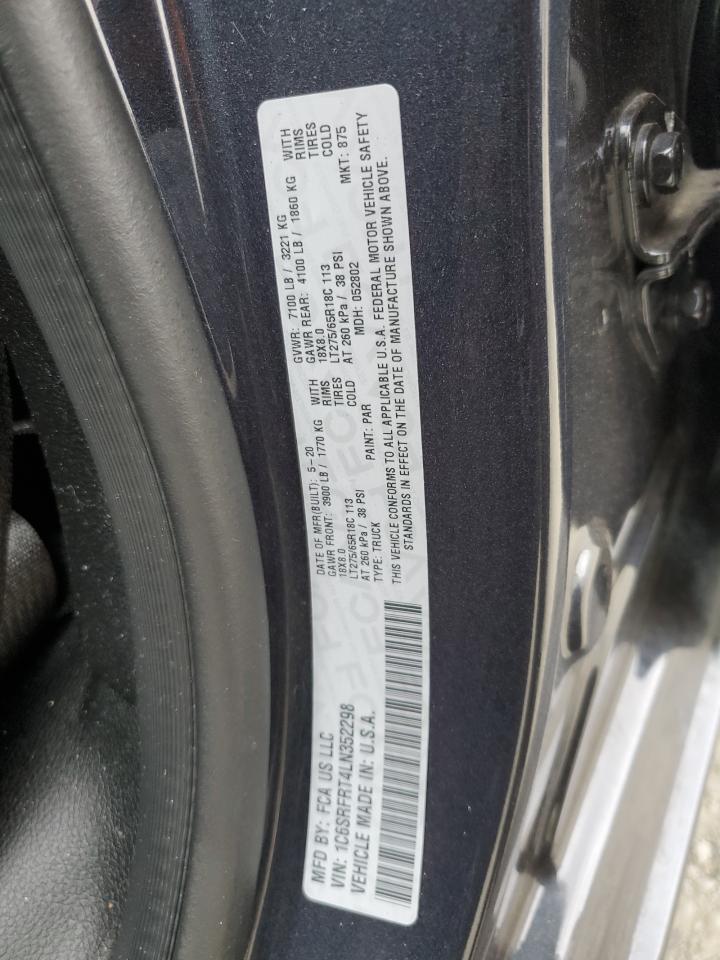 MFD BY: FCA US LLC
VIN: 1C6SRFRT4LN352298
VEHICLE MADE IN: U.S.A.
DATE OF MFR(BUILT): 5-20
GAWR FRONT: 3900 LB / 1770 KG WITH
18X8.0 RIMS
LT275/65R18C 113 TIRES
AT 260 kPa / 38 PSI COLD
TYPE: TRUCK PAINT: PAR
GVWR: 7100 LB / 3221 KG
GAWR REAR: 4100 LB / 1860 KG WITH
18X8.0 RIMS
LT275/65R18C 113 TIRES
AT 260 kPa / 38 PSI COLD
MDH: 052802 MKT: 875
THIS VEHICLE CONFORMS TO ALL APPLICABLE U.S.A. FEDERAL MOTOR VEHICLE SAFETY
STANDARDS IN EFFECT ON THE DATE OF MANUFACTURE SHOWN ABOVE.